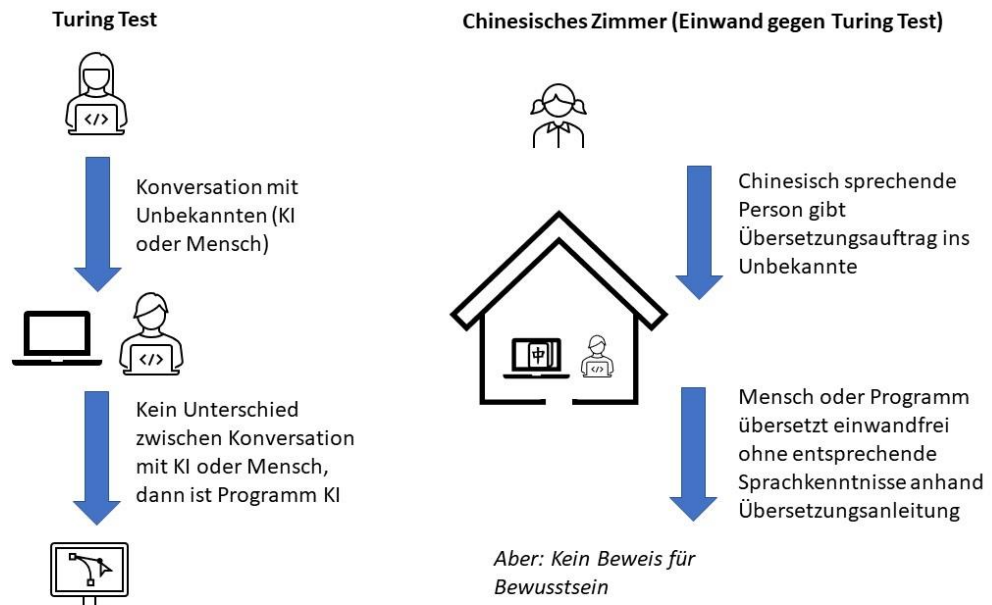 Turing Test
</>
Konversation mit
Unbekannten (KI
oder Mensch)
</>
Kein Unterschied
zwischen Konversation
mit KI oder Mensch,
dann ist Programm KI
Chinesisches Zimmer (Einwand gegen Turing Test)
</>
Chinesisch sprechende
Person gibt
Übersetzungsauftrag ins
Unbekannte
中
</>
Mensch oder Programm
übersetzt einwandfrei
ohne entsprechende
Sprachkenntnisse anhand
Übersetzungsanleitung
Aber: Kein Beweis für
Bewusstsein